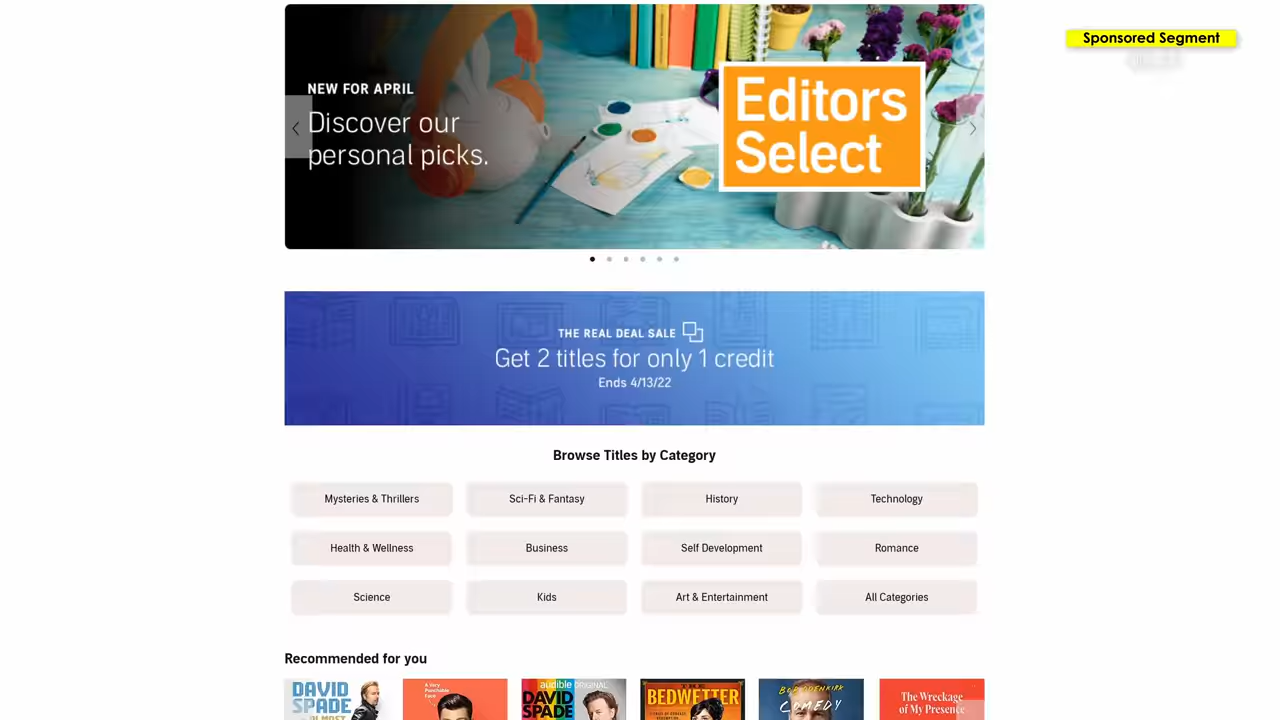 Sponsored Segment
NEW FOR APRIL
Discover our
personal picks.
Editors
Select
THE REAL DEAL SALE
Get 2 titles for only 1 credit
Ends 4/13/22
Browse Titles by Category
Mysteries & Thrillers
Sci-Fi & Fantasy
History
Technology
Health & Wellness
Business
Self Development
Romance
Science
Kids
Art & Entertainment
All Categories
Recommended for you
DAVID
SPADE
A Very
Punchable
Face
audible ORIGINAL
DAVID
SPADE
BEDWETTER
BOB ODENKIRK
COMEDY
The Wreckage
of My Presence